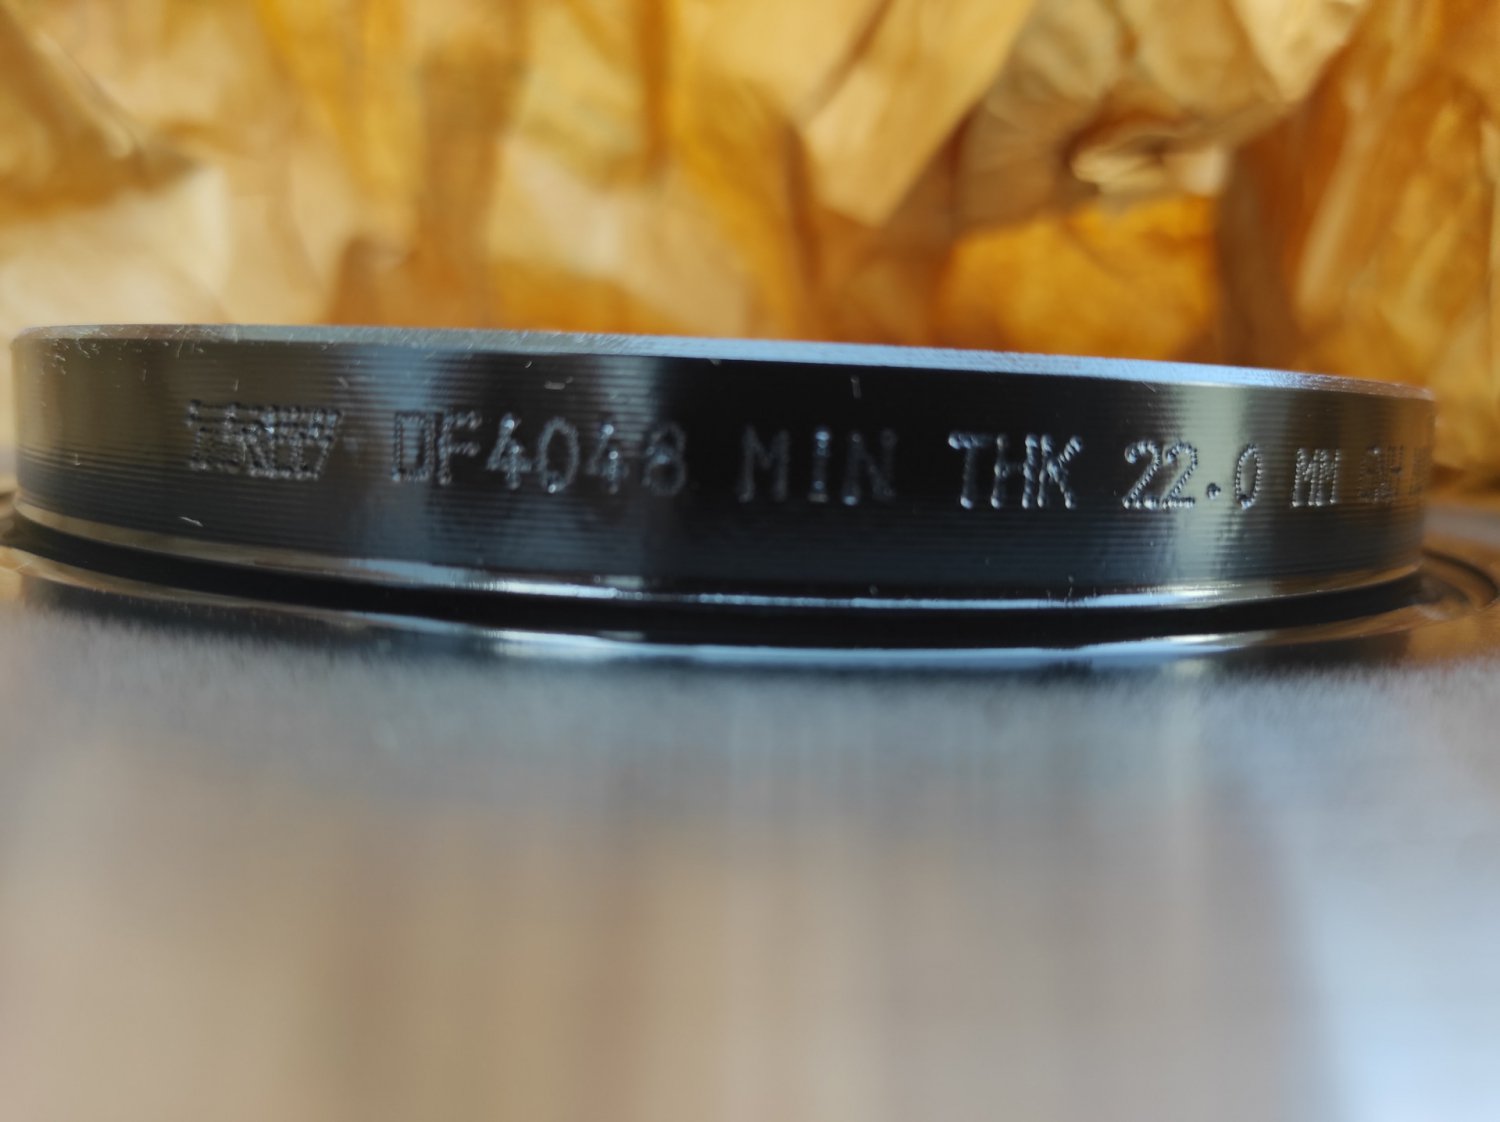 TRW DF4048 MIN THK 22.0 MM